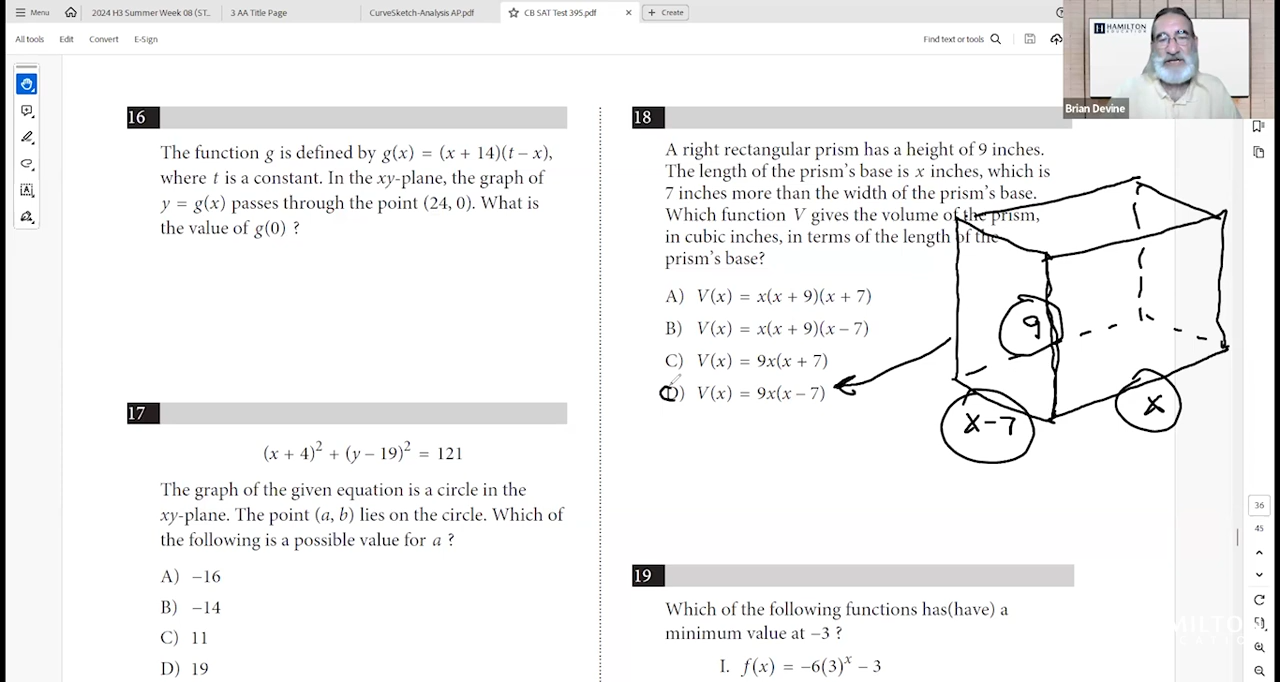 Menu
2024 H3 Summer Week 08 (ST...
3 AA Title Page
CurveSketch-Analysis AP.pdf
CB SAT Test 395.pdf
Create
All tools
Edit
Convert
E-Sign
Find text or tools
HAMILTON
EDUCATION
Brian Devine
16
The function g is defined by g(x) = (x + 14)(t – x),
where t is a constant. In the xy-plane, the graph of
y = g(x) passes through the point (24, 0). What is
the value of g(0) ?
17
(x + 4)² + (y – 19)² = 121
The graph of the given equation is a circle in the
xy-plane. The point (a, b) lies on the circle. Which of
the following is a possible value for a ?
A) –16
B) –14
C) 11
D) 19
18
A right rectangular prism has a height of 9 inches.
The length of the prism's base is x inches, which is
7 inches more than the width of the prism's base.
Which function V gives the volume of the prism,
in cubic inches, in terms of the length of the
prism's base?
A) V(x) = x(x + 9)(x + 7)
B) V(x) = x(x + 9)(x – 7)
C) V(x) = 9x(x + 7)
D) V(x) = 9x(x – 7)
9
x-7
x
19
Which of the following functions has(have) a
minimum value at –3 ?
I. f(x) = –6(3)ˣ – 3
36
45